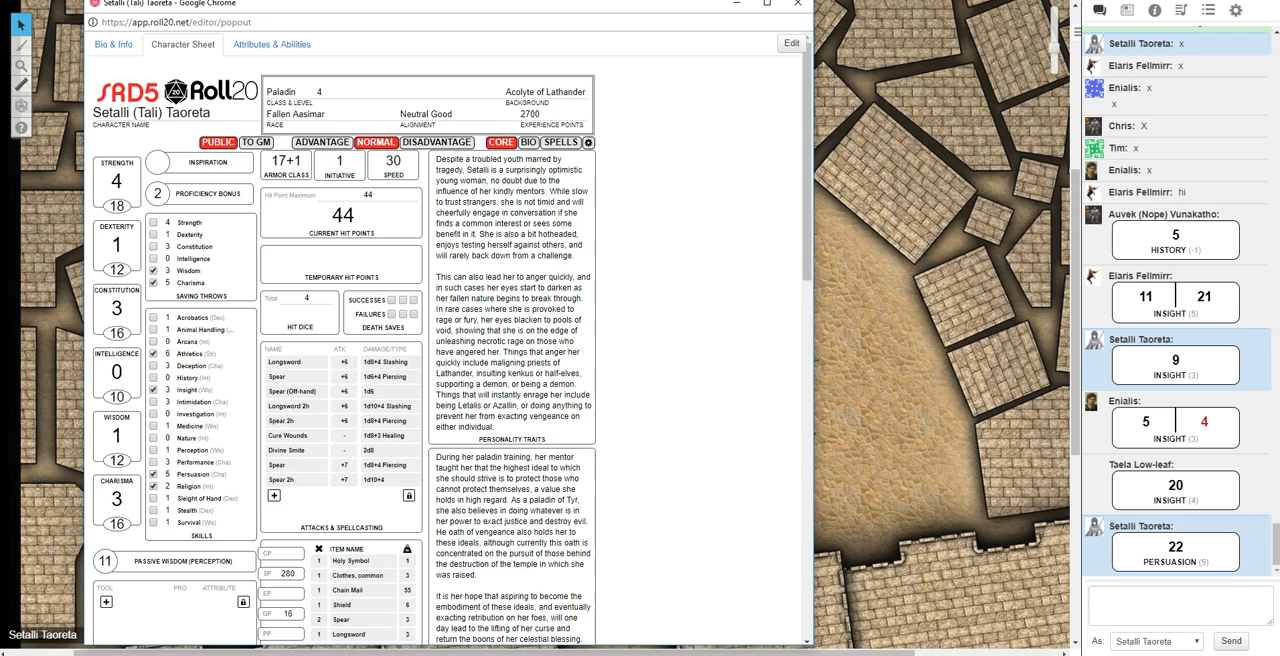 Setalli (Tali) Taoreta - Google Chrome
https://app.roll20.net/editor/popout
Bio & Info
Character Sheet
Attributes & Abilities
Edit
SRD5 Roll20
Setalli (Tali) Taoreta
CHARACTER NAME
Paladin 4 Acolyte of Lathander
CLASS & LEVEL BACKGROUND
Fallen Aasimar Neutral Good 2700
RACE ALIGNMENT EXPERIENCE POINTS
PUBLIC TO GM ADVANTAGE NORMAL DISADVANTAGE CORE BIO SPELLS
STRENGTH
4
18
DEXTERITY
1
12
CONSTITUTION
3
16
INTELLIGENCE
0
10
WISDOM
1
12
CHARISMA
3
16
INSPIRATION
2 PROFICIENCY BONUS
4 Strength
1 Dexterity
3 Constitution
0 Intelligence
3 Wisdom
5 Charisma
SAVING THROWS
1 Acrobatics (Dex)
1 Animal Handling (...
0 Arcana (Int)
6 Athletics (Str)
3 Deception (Cha)
0 History (Int)
3 Insight (Wis)
3 Intimidation (Cha)
0 Investigation (Int)
1 Medicine (Wis)
0 Nature (Int)
1 Perception (Wis)
3 Performance (Cha)
5 Persuasion (Cha)
2 Religion (Int)
1 Sleight of Hand (Dex)
1 Stealth (Dex)
1 Survival (Wis)
SKILLS
11 PASSIVE WISDOM (PERCEPTION)
TOOL PRO ATTRIBUTE
17+1 1 30
ARMOR CLASS INITIATIVE SPEED
Hit Point Maximum 44
44
CURRENT HIT POINTS
TEMPORARY HIT POINTS
Total 4
HIT DICE
SUCCESSES
FAILURES
DEATH SAVES
NAME ATK DAMAGE/TYPE
Longsword +6 1d8+4 Slashing
Spear +6 1d6+4 Piercing
Spear (Off-hand) +6 1d6
Longsword 2h +6 1d10+4 Slashing
Spear 2h +6 1d8+4 Piercing
Cure Wounds - 1d8+3 Healing
Divine Smite - 2d8
Spear +7 1d8+4 Piercing
Spear 2h +7 1d10+4
ATTACKS & SPELLCASTING
CP
SP 280
EP
GP 16
PP
ITEM NAME
1 Holy Symbol 1
1 Clothes, common 3
1 Chain Mail 55
1 Shield 6
2 Spear 3
1 Longsword 3
Despite a troubled youth marred by
tragedy, Setalli is a surprisingly optimistic
young woman, no doubt due to the
influence of her kindly mentors. While slow
to trust strangers, she is not timid and will
cheerfully engage in conversation if she
finds a common interest or sees some
benefit in it. She is also a bit hotheaded,
enjoys testing herself against others, and
will rarely back down from a challenge.
This can also lead her to anger quickly, and
in such cases her eyes start to darken as
her fallen nature begins to break through.
In rare cases where she is provoked to
rage or fury, her eyes blacken to pools of
void, showing that she is on the edge of
unleashing necrotic rage on those who
have angered her. Things that anger her
quickly include maligning priests of
Lathander, insulting kenkus or half-elves,
supporting a demon, or being a demon.
Things that will instantly enrage her include
being Letalis or Azallin, or doing anything to
prevent her from exacting vengeance on
either individual.
PERSONALITY TRAITS
During her paladin training, her mentor
taught her that the highest ideal to which
she should strive is to protect those who
cannot protect themselves, a value she
holds in high regard. As a paladin of Tyr,
she also believes in doing whatever is in
her power to exact justice and destroy evil.
He oath of vengeance also holds her to
these ideals, although currently this oath is
concentrated on the pursuit of those behind
the destruction of the temple in which she
was raised.
It is her hope that aspiring to become the
embodiment of these ideals, and eventually
exacting retribution on her foes, will one
day lead to the lifting of her curse and
return the boons of her celestial blessing.
Setalli Taoreta
Setalli Taoreta: x
Elaris Fellmirr: x
Enialis: x
x
Chris: X
Tim: x
Enialis: x
Elaris Fellmirr: hi
Auvek (Nope) Vunakatho:
5
HISTORY (-1)
Elaris Fellmirr:
11 21
INSIGHT (5)
Setalli Taoreta:
9
INSIGHT (3)
Enialis:
5 4
INSIGHT (3)
Taela Low-leaf:
20
INSIGHT (4)
Setalli Taoreta:
22
PERSUASION (5)
As: Setalli Taoreta Send